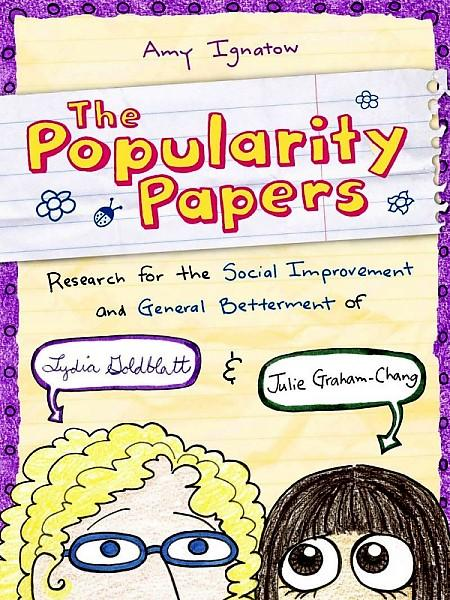 Amy Ignatow
The
Popularity
Papers
Research for the Social Improvement
and General Betterment of
Lydia Goldblatt & Julie Graham-Chang